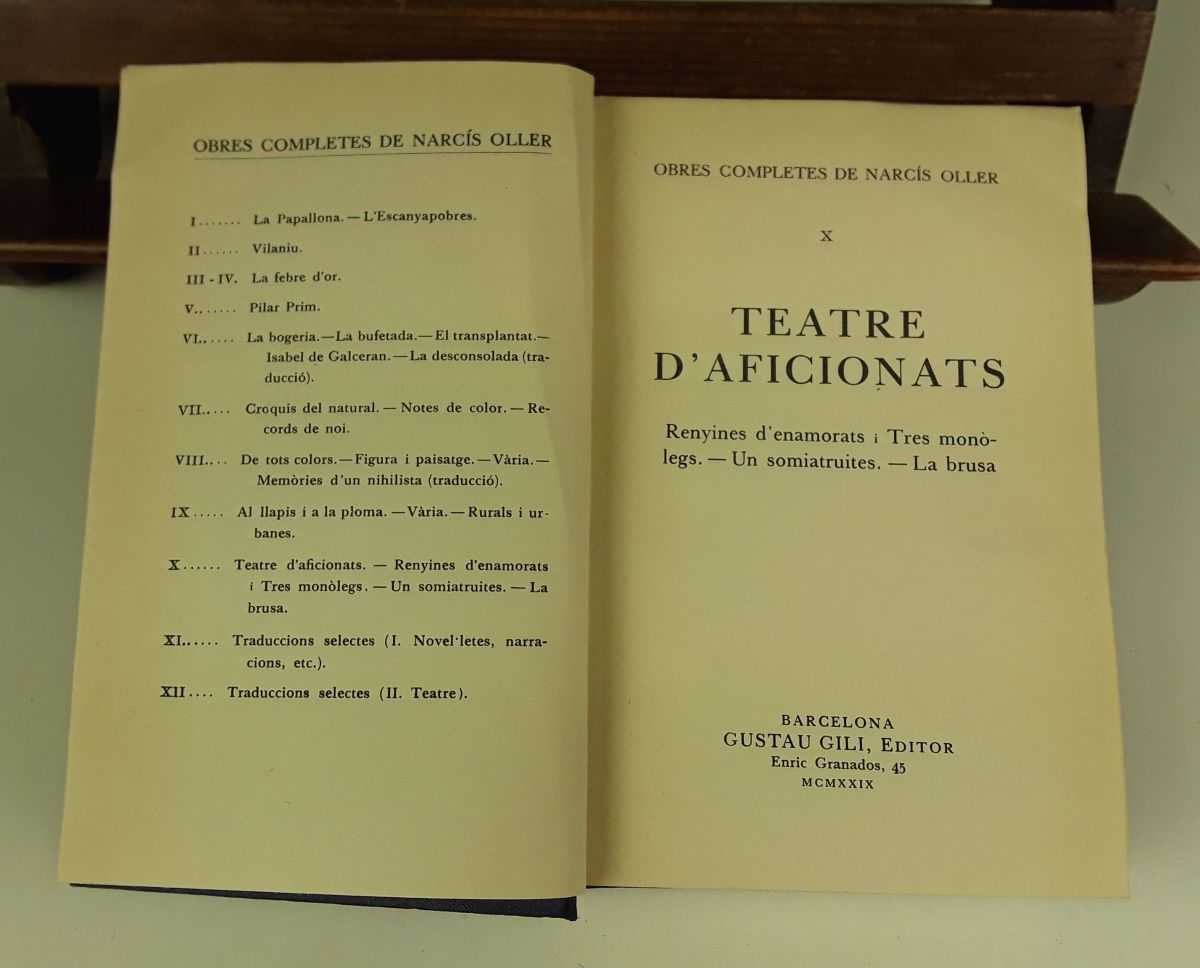 OBRES COMPLETES DE NARCÍS OLLER
I....... La Papallona. — L'Escanyapobres.
II...... Vilaniu.
III - IV. La febre d'or.
V....... Pilar Prim.
VI...... La bogeria. — La bufetada. — El transplantat. —
Isabel de Galceran. — La desconsolada (tra-
ducció).
VII..... Croquis del natural. — Notes de color. — Re-
cords de noi.
VIII.... De tots colors. — Figura i paisatge. — Vària. —
Memòries d'un nihilista (traducció).
IX ..... Al llapis i a la ploma. — Vària. — Rurals i ur-
banes.
X...... Teatre d'aficionats. — Renyines d'enamorats
i Tres monòlegs. — Un somiatruites. — La
brusa.
XI...... Traduccions selectes (I. Novel·letes, narra-
cions, etc.).
XII .... Traduccions selectes (II. Teatre).
OBRES COMPLETES DE NARCÍS OLLER
X
TEATRE
D'AFICIONATS
Renyines d'enamorats i Tres monò-
legs. — Un somiatruites. — La brusa
BARCELONA
GUSTAU GILI, EDITOR
Enric Granados, 45
MCMXXIX